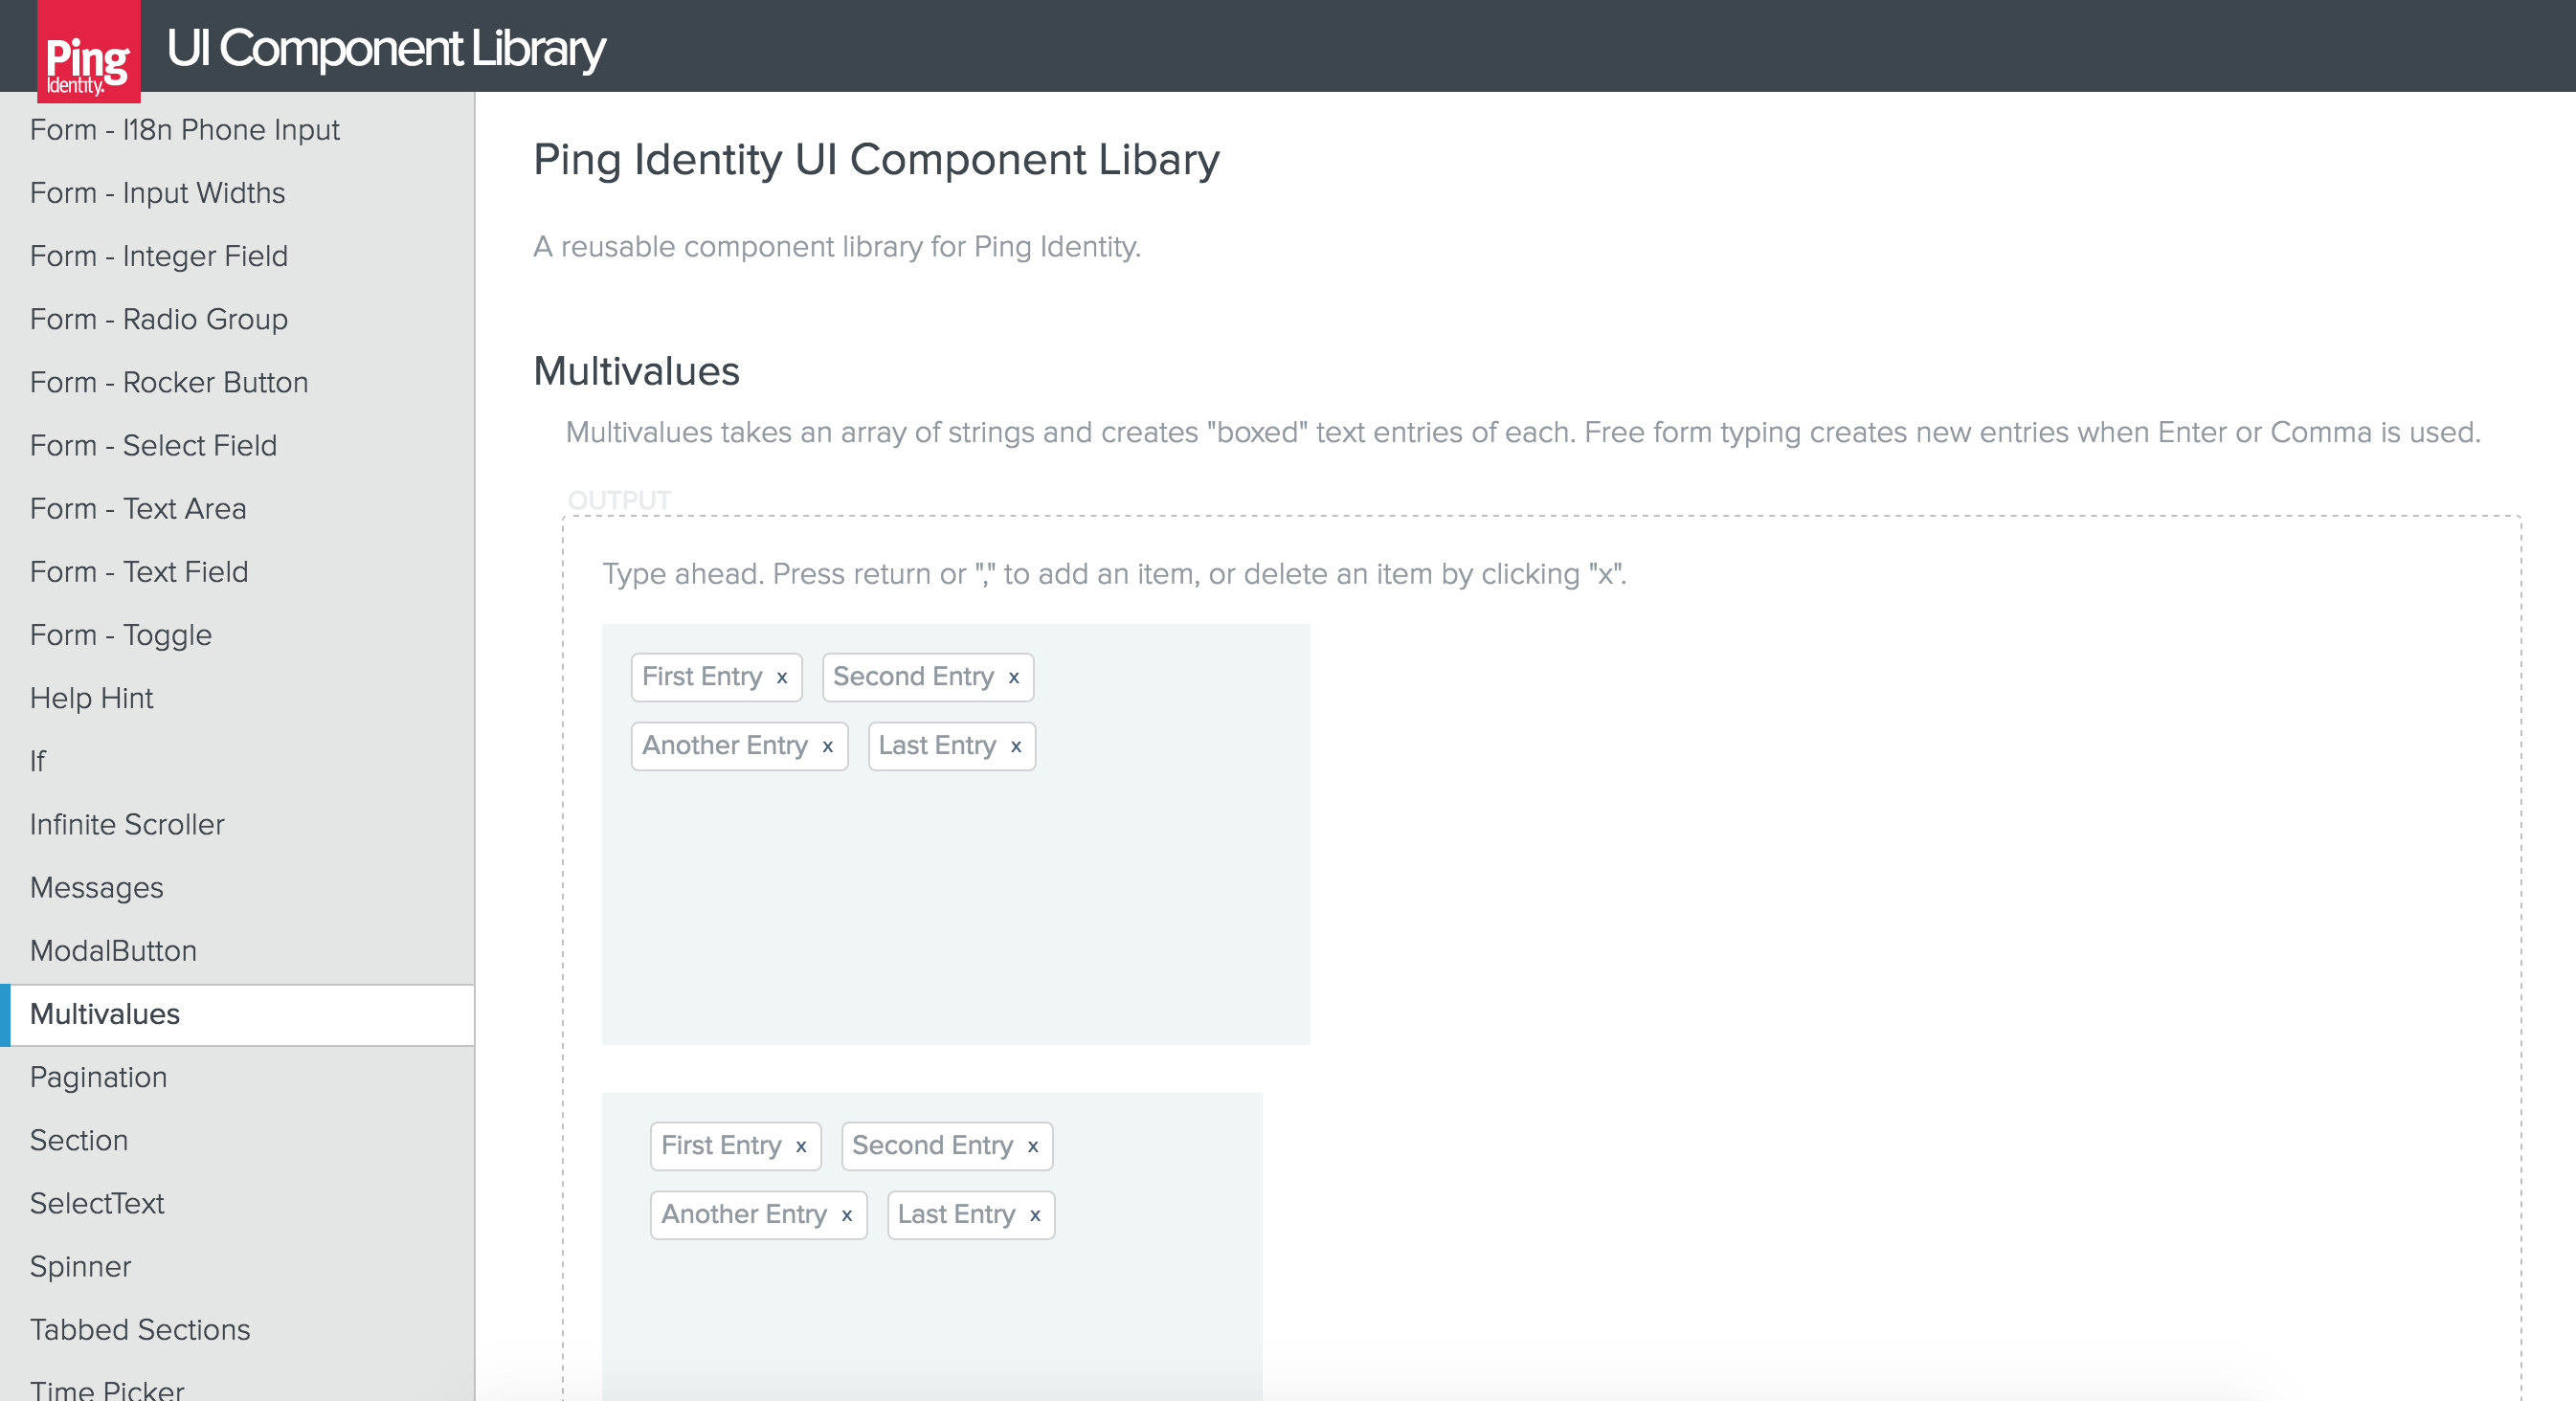 Ping
Identity.
UI Component Library
Form - I18n Phone Input
Form - Input Widths
Form - Integer Field
Form - Radio Group
Form - Rocker Button
Form - Select Field
Form - Text Area
Form - Text Field
Form - Toggle
Help Hint
If
Infinite Scroller
Messages
ModalButton
Multivalues
Pagination
Section
SelectText
Spinner
Tabbed Sections
Time Picker
Ping Identity UI Component Libary
A reusable component library for Ping Identity.
Multivalues
Multivalues takes an array of strings and creates "boxed" text entries of each. Free form typing creates new entries when Enter or Comma is used.
OUTPUT
Type ahead. Press return or "," to add an item, or delete an item by clicking "x".
First Entry x Second Entry x
Another Entry x Last Entry x
First Entry x Second Entry x
Another Entry x Last Entry x